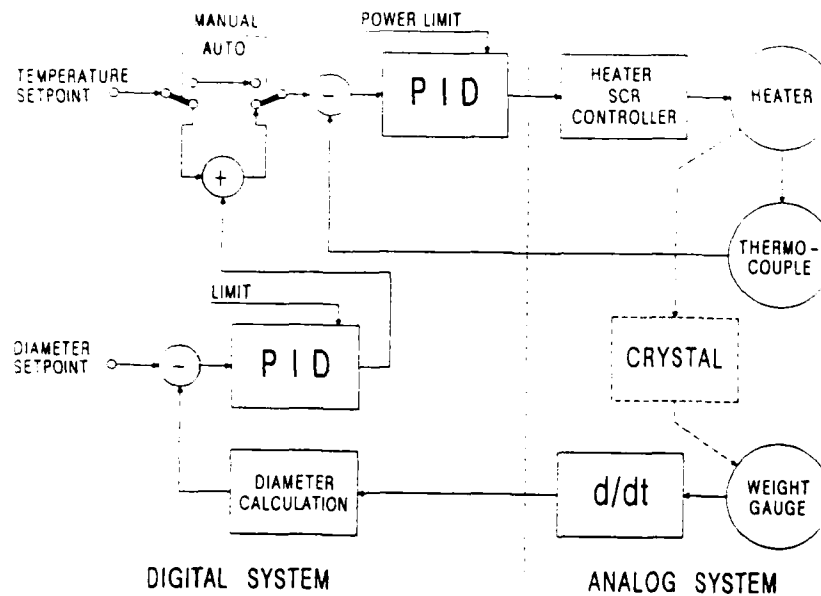 MANUAL
AUTO
POWER LIMIT
TEMPERATURE
SETPOINT
-
PID
HEATER
SCR
CONTROLLER
HEATER
+
THERMO-
COUPLE
LIMIT
DIAMETER
SETPOINT
-
PID
CRYSTAL
DIAMETER
CALCULATION
d/dt
WEIGHT
GAUGE
DIGITAL SYSTEM
ANALOG SYSTEM